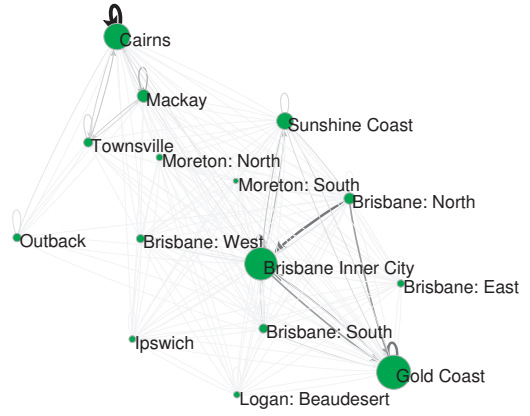 Cairns
Mackay
Sunshine Coast
Townsville
Moreton: North
Moreton: South
Brisbane: North
Outback
Brisbane: West
Brisbane Inner City
Brisbane: East
Brisbane: South
Ipswich
Gold Coast
Logan: Beaudesert